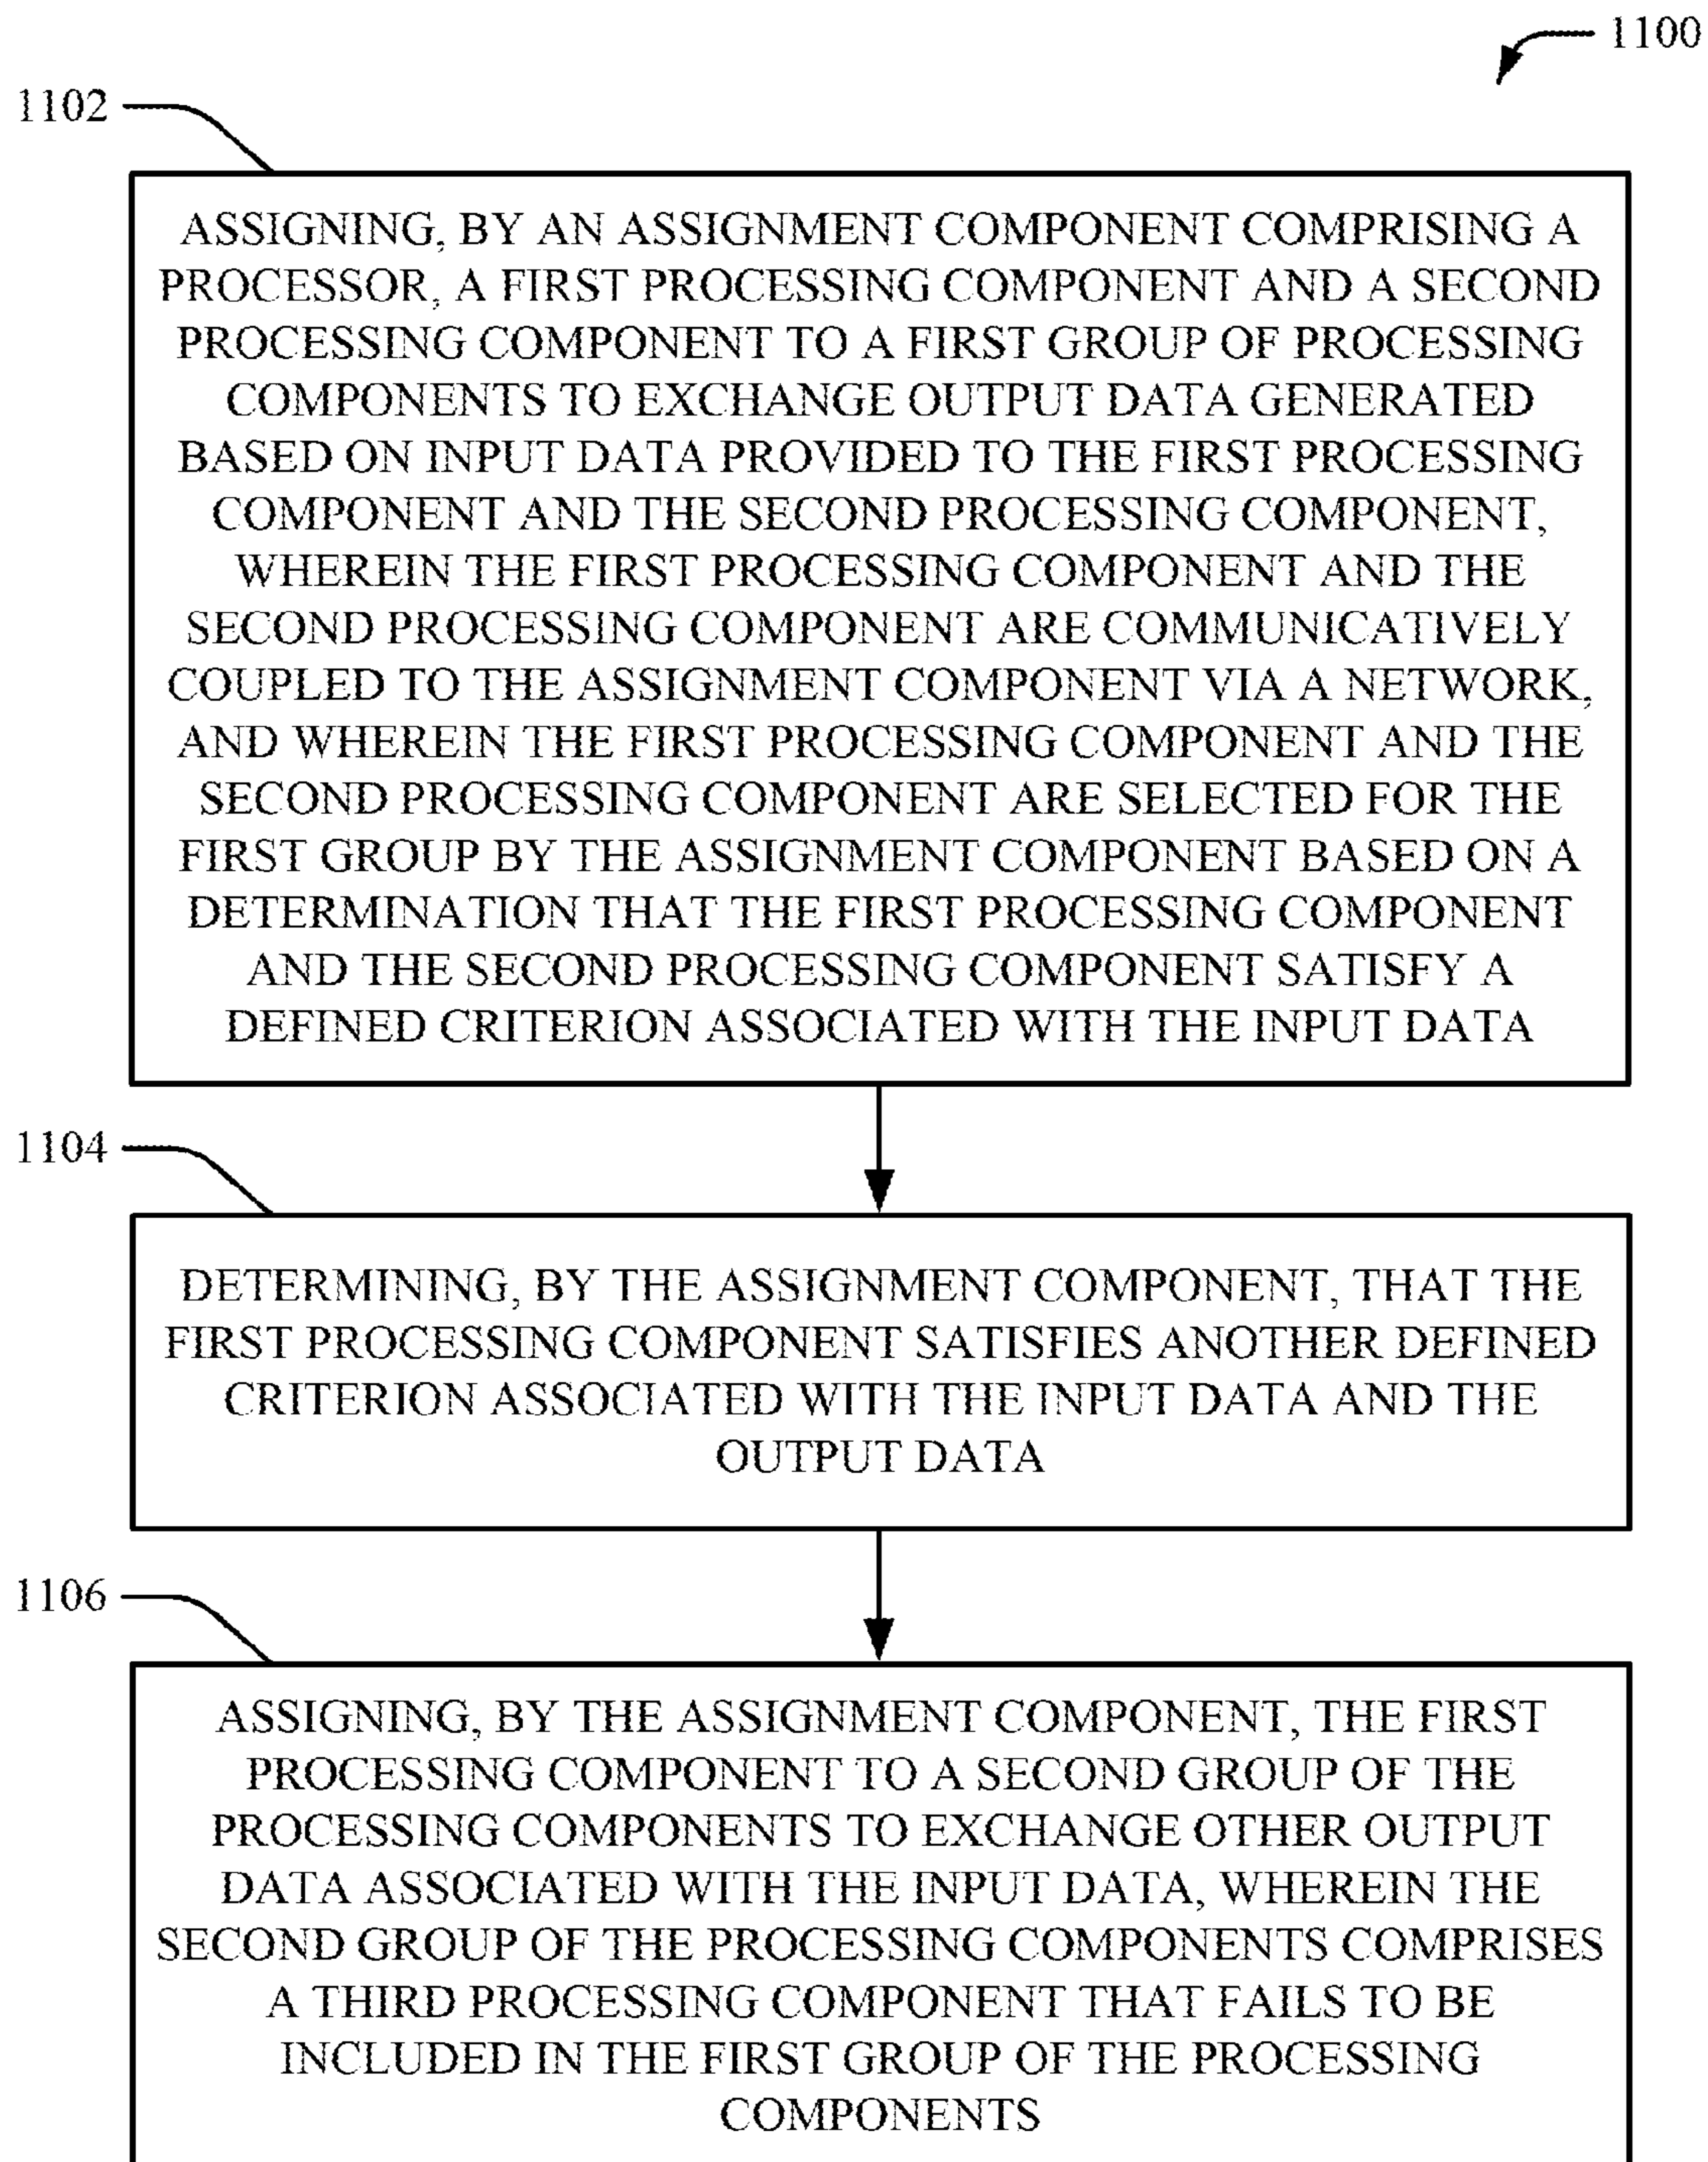 1100
1102
ASSIGNING, BY AN ASSIGNMENT COMPONENT COMPRISING A
PROCESSOR, A FIRST PROCESSING COMPONENT AND A SECOND
PROCESSING COMPONENT TO A FIRST GROUP OF PROCESSING
COMPONENTS TO EXCHANGE OUTPUT DATA GENERATED
BASED ON INPUT DATA PROVIDED TO THE FIRST PROCESSING
COMPONENT AND THE SECOND PROCESSING COMPONENT,
WHEREIN THE FIRST PROCESSING COMPONENT AND THE
SECOND PROCESSING COMPONENT ARE COMMUNICATIVELY
COUPLED TO THE ASSIGNMENT COMPONENT VIA A NETWORK,
AND WHEREIN THE FIRST PROCESSING COMPONENT AND THE
SECOND PROCESSING COMPONENT ARE SELECTED FOR THE
FIRST GROUP BY THE ASSIGNMENT COMPONENT BASED ON A
DETERMINATION THAT THE FIRST PROCESSING COMPONENT
AND THE SECOND PROCESSING COMPONENT SATISFY A
DEFINED CRITERION ASSOCIATED WITH THE INPUT DATA
1104
DETERMINING, BY THE ASSIGNMENT COMPONENT, THAT THE
FIRST PROCESSING COMPONENT SATISFIES ANOTHER DEFINED
CRITERION ASSOCIATED WITH THE INPUT DATA AND THE
OUTPUT DATA
1106
ASSIGNING, BY THE ASSIGNMENT COMPONENT, THE FIRST
PROCESSING COMPONENT TO A SECOND GROUP OF THE
PROCESSING COMPONENTS TO EXCHANGE OTHER OUTPUT
DATA ASSOCIATED WITH THE INPUT DATA, WHEREIN THE
SECOND GROUP OF THE PROCESSING COMPONENTS COMPRISES
A THIRD PROCESSING COMPONENT THAT FAILS TO BE
INCLUDED IN THE FIRST GROUP OF THE PROCESSING
COMPONENTS